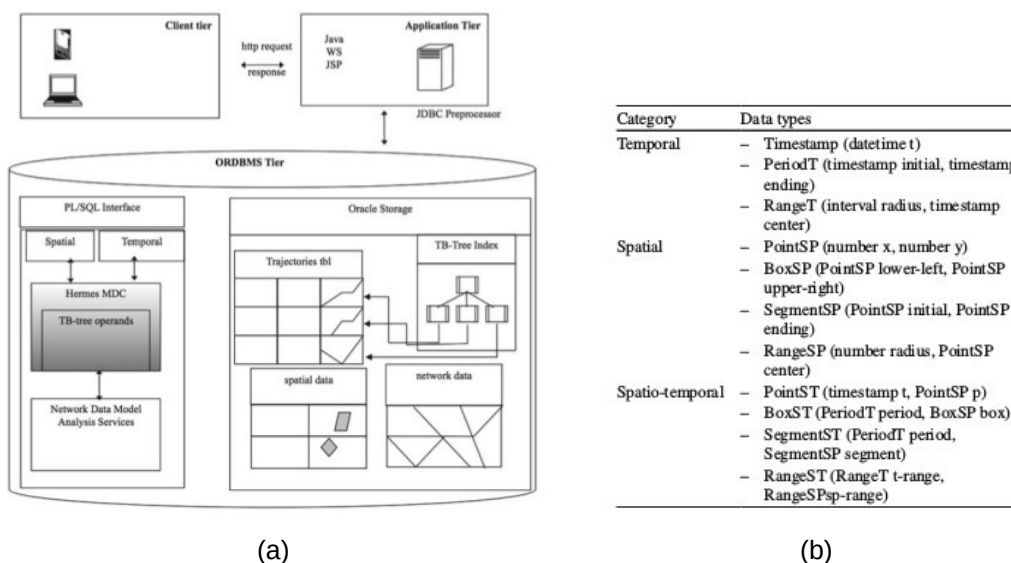 Client tier
http request
response
Application Tier
Java
WS
JSP
JDBC Preprocessor
ORDBMS Tier
PL/SQL Interface
Spatial
Temporal
Hermes MDC
TB-tree operands
Network Data Model
Analysis Services
Oracle Storage
Trajectories tbl
TB-Tree Index
spatial data
network data
(a)
Category Data types
Temporal – Timestamp (datetime t)
– PeriodT (timestamp initial, timestamp
ending)
– RangeT (interval radius, timestamp
center)
Spatial – PointSP (number x, number y)
– BoxSP (PointSP lower-left, PointSP
upper-right)
– SegmentSP (PointSP initial, PointSP
ending)
– RangeSP (number radius, PointSP
center)
Spatio-temporal – PointST (timestamp t, PointSP p)
– BoxST (PeriodT period, BoxSP box)
– SegmentST (PeriodT period,
SegmentSP segment)
– RangeST (RangeT t-range,
RangeSPsp-range)
(b)